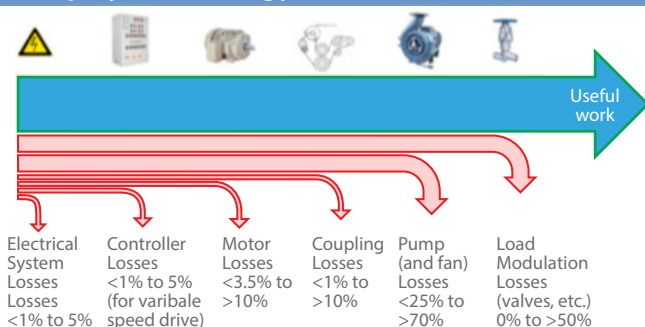 Useful
work
Electrical
System
Losses
Losses
<1% to 5%
Controller
Losses
<1% to 5%
(for varibale
speed drive)
Motor
Losses
<3.5% to
>10%
Coupling
Losses
<1% to
>10%
Pump
(and fan)
Losses
<25% to
>70%
Load
Modulation
Losses
(valves, etc.)
0% to >50%